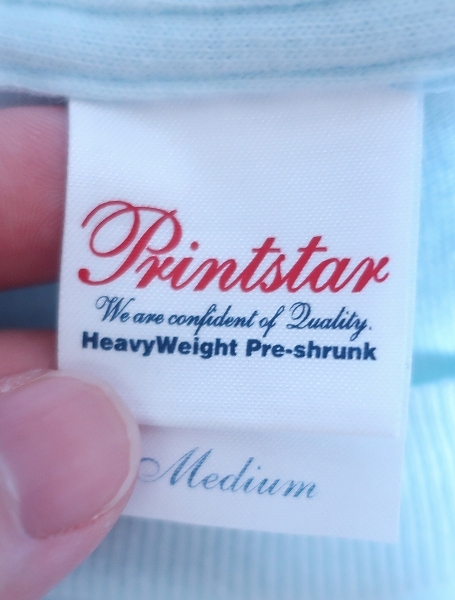 Printstar
We are confident of Quality.
HeavyWeight Pre-shrunk
Medium